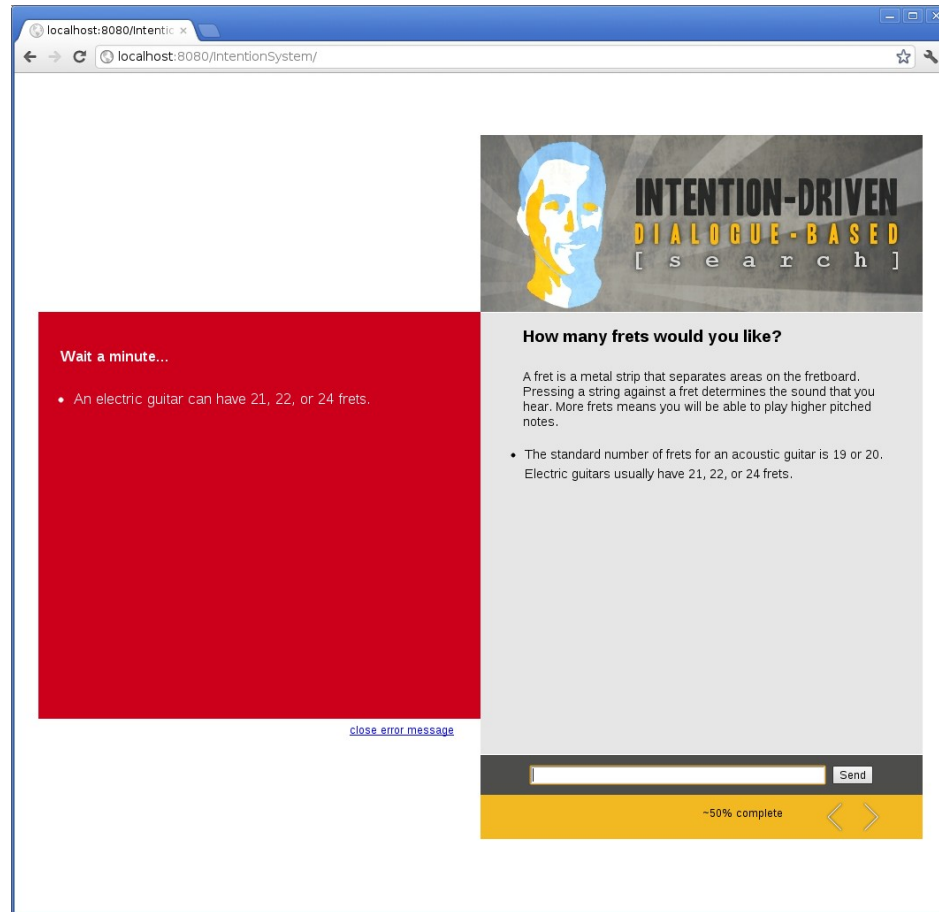 localhost:8080/Intentic
localhost:8080/IntentionSystem/
INTENTION-DRIVEN
DIALOGUE-BASED
[ s e a r c h ]
Wait a minute...
• An electric guitar can have 21, 22, or 24 frets.
close error message
How many frets would you like?
A fret is a metal strip that separates areas on the fretboard.
Pressing a string against a fret determines the sound that you
hear. More frets means you will be able to play higher pitched
notes.
• The standard number of frets for an acoustic guitar is 19 or 20.
Electric guitars usually have 21, 22, or 24 frets.
Send
~50% complete